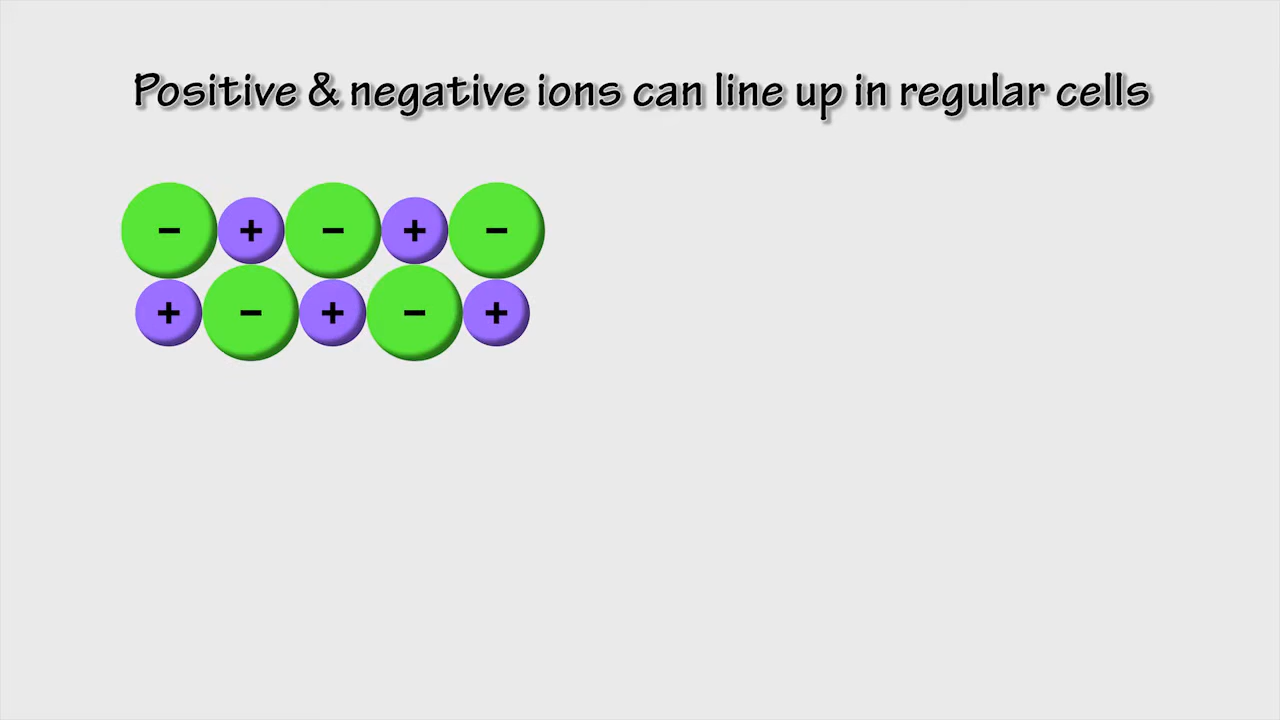 Positive & negative ions can line up in regular cells
− + − + −
+ − + − +